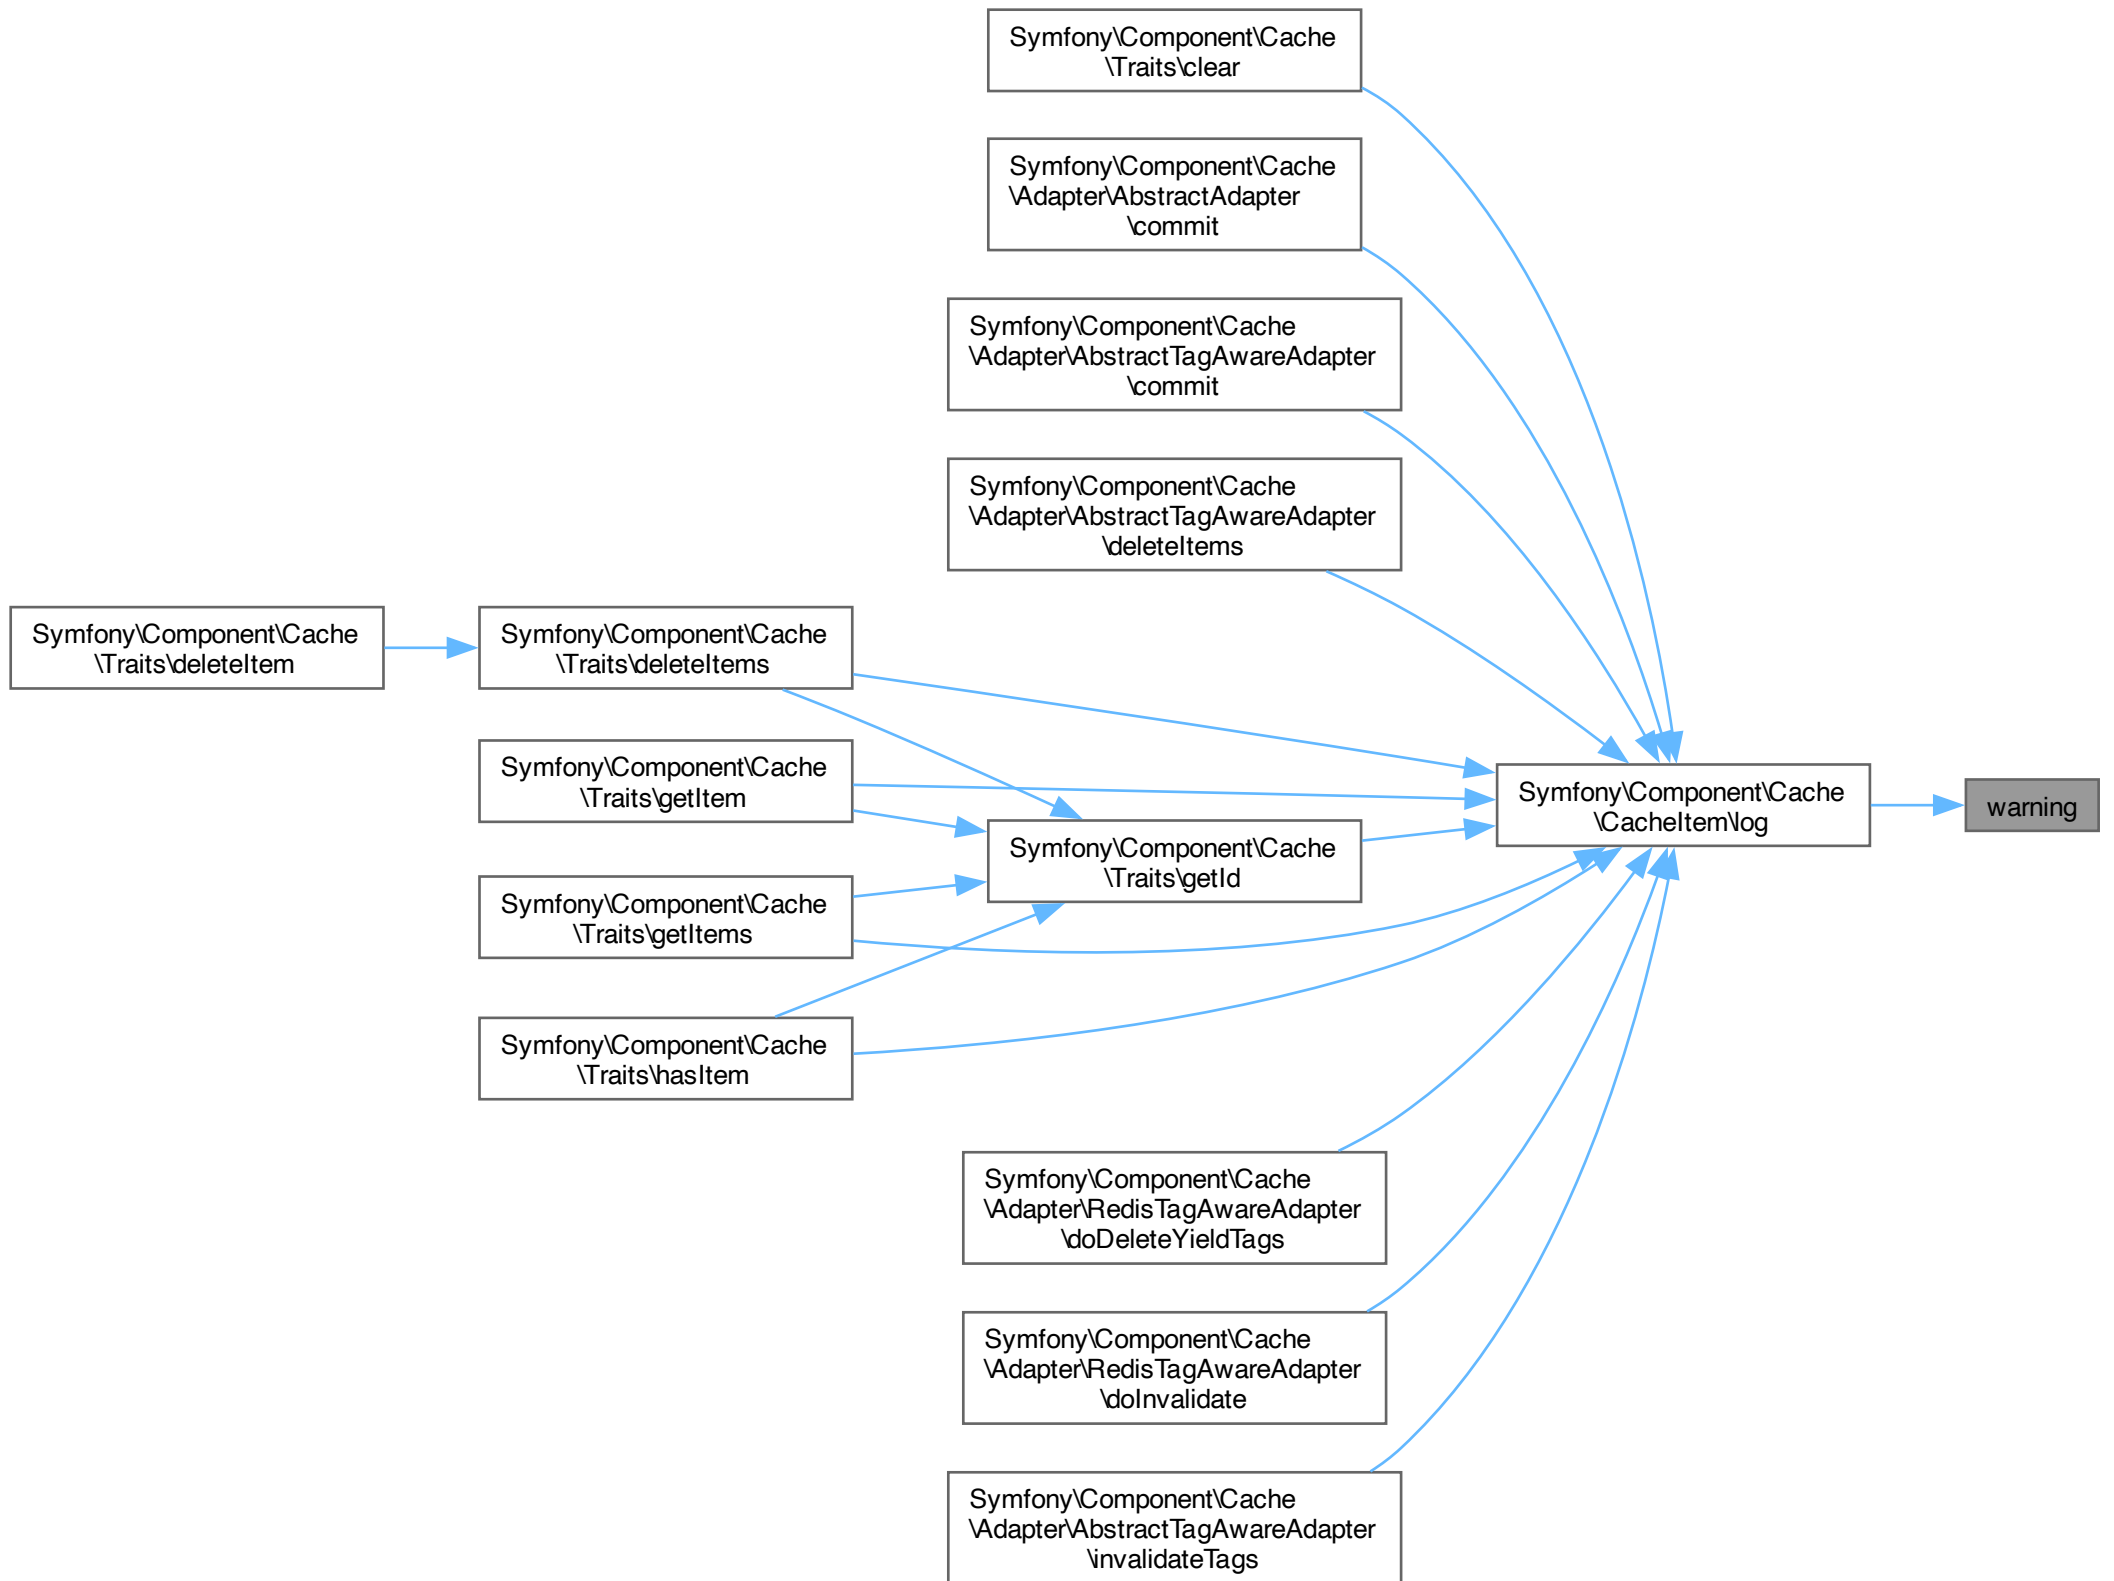 Symfony\Component\Cache
\Traits\clear
Symfony\Component\Cache
\Adapter\AbstractAdapter
\commit
Symfony\Component\Cache
\Adapter\AbstractTagAwareAdapter
\commit
Symfony\Component\Cache
\Adapter\AbstractTagAwareAdapter
\deleteItems
Symfony\Component\Cache
\Traits\deleteItem
Symfony\Component\Cache
\Traits\deleteItems
Symfony\Component\Cache
\Traits\getItem
Symfony\Component\Cache
\CacheItem\log
warning
Symfony\Component\Cache
\Traits\getId
Symfony\Component\Cache
\Traits\getItems
Symfony\Component\Cache
\Traits\hasItem
Symfony\Component\Cache
\Adapter\RedisTagAwareAdapter
\doDeleteYieldTags
Symfony\Component\Cache
\Adapter\RedisTagAwareAdapter
\doInvalidate
Symfony\Component\Cache
\Adapter\AbstractTagAwareAdapter
\invalidateTags